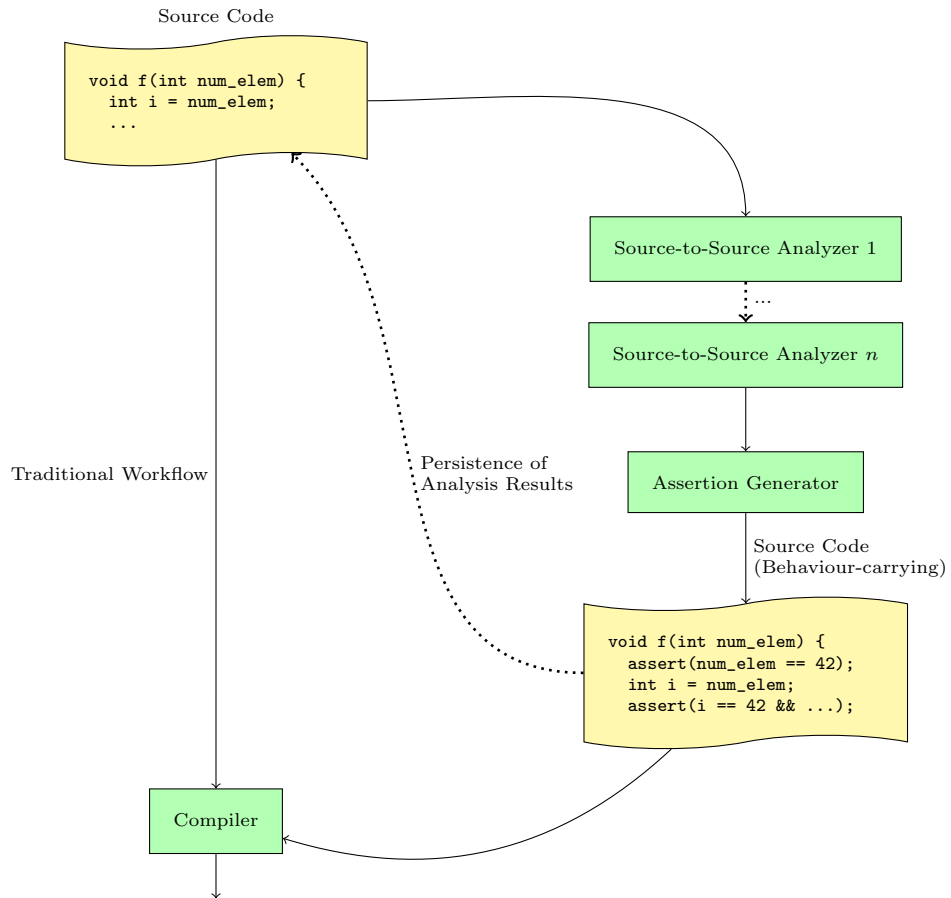 Source Code
void f(int num_elem) {
  int i = num_elem;
  ...
Source-to-Source Analyzer 1
...
Source-to-Source Analyzer n
Traditional Workflow
Persistence of
Analysis Results
Assertion Generator
Source Code
(Behaviour-carrying)
void f(int num_elem) {
  assert(num_elem == 42);
  int i = num_elem;
  assert(i == 42 && ...);
Compiler